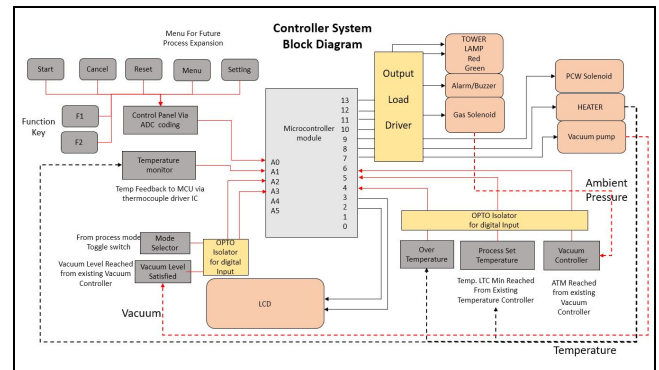 Controller System
Block Diagram
Menu For Future
Process Expansion
Start
Cancel
Reset
Menu
Setting
Function
Key
F1
F2
Control Panel Via
ADC coding
Temperature
monitor
Temp Feedback to MCU via
thermocouple driver IC
From process mode
Toggle switch
Mode
Selector
Vacuum Level Reached
from existing Vacuum
Controller
Vacuum Level
Satisfied
OPTO
Isolator
for digital
Input
Vacuum
LCD
Microcontroller
module
A0
A1
A2
A3
A4
A5
13
12
11
10
9
8
7
6
5
4
3
2
1
0
Output
Load
Driver
TOWER
LAMP
Red
Green
Alarm/Buzzer
Gas Solenoid
PCW Solenoid
HEATER
Vacuum pump
Ambient
Pressure
OPTO Isolator
for digital Input
Over
Temperature
Process Set
Temperature
Vacuum
Controller
Temp. LTC Min Reached
From Existing
Temperature Controller
ATM Reached
from existing
Vacuum
Controller
Temperature